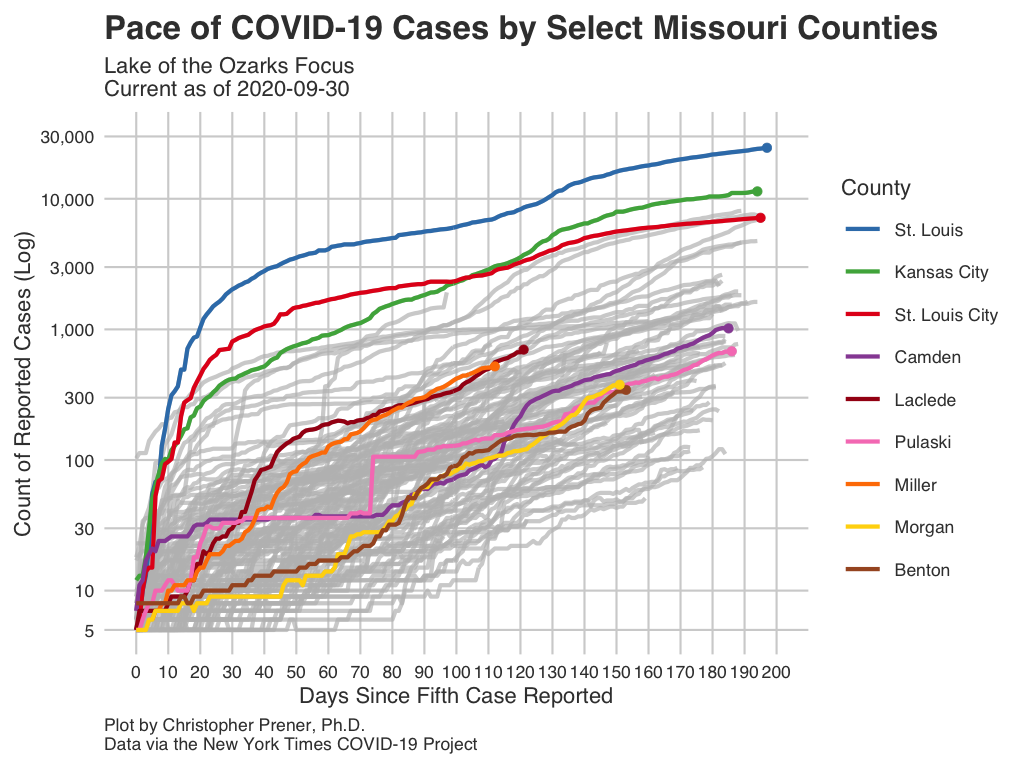 Pace of COVID-19 Cases by Select Missouri Counties
Lake of the Ozarks Focus
Current as of 2020-09-30
Count of Reported Cases (Log)
30,000
10,000
3,000
1,000
300
100
30
10
5
0 10 20 30 40 50 60 70 80 90 100 110 120 130 140 150 160 170 180 190 200
Days Since Fifth Case Reported
County
St. Louis
Kansas City
St. Louis City
Camden
Laclede
Pulaski
Miller
Morgan
Benton
Plot by Christopher Prener, Ph.D.
Data via the New York Times COVID-19 Project